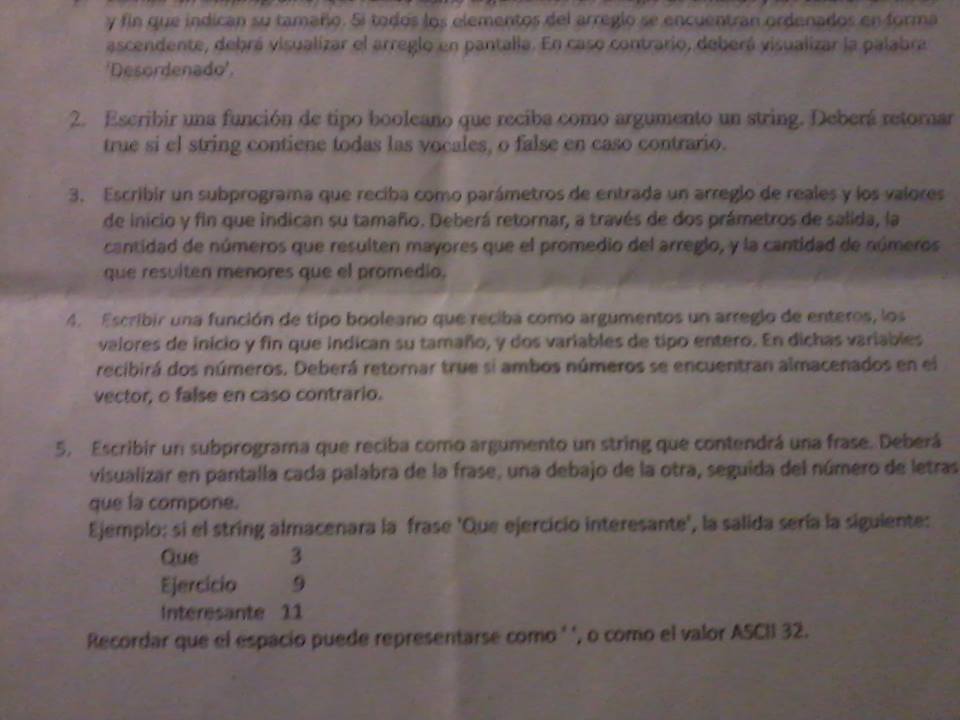 y fin que indican su tamaño. Si todos los elementos del arreglo se encuentran ordenados en forma
ascendente, debrá visualizar el arreglo en pantalla. En caso contrario, deberá visualizar la palabra
'Desordenado'.
2. Escribir una función de tipo booleano que reciba como argumento un string. Deberá retornar
true si el string contiene todas las vocales, o false en caso contrario.
3. Escribir un subprograma que reciba como parámetros de entrada un arreglo de reales y los valores
de inicio y fin que indican su tamaño. Deberá retornar, a través de dos prámetros de salida, la
cantidad de números que resulten mayores que el promedio del arreglo, y la cantidad de números
que resulten menores que el promedio.
4. Escribir una función de tipo booleano que reciba como argumentos un arreglo de enteros, los
valores de inicio y fin que indican su tamaño, y dos variables de tipo entero. En dichas variables
recibirá dos números. Deberá retornar true si ambos números se encuentran almacenados en el
vector, o false en caso contrario.
5. Escribir un subprograma que reciba como argumento un string que contendrá una frase. Deberá
visualizar en pantalla cada palabra de la frase, una debajo de la otra, seguida del número de letras
que la compone.
Ejemplo: si el string almacenara la frase 'Que ejercicio interesante', la salida sería la siguiente:
Que 3
Ejercicio 9
Interesante 11
Recordar que el espacio puede representarse como ' ', o como el valor ASCII 32.